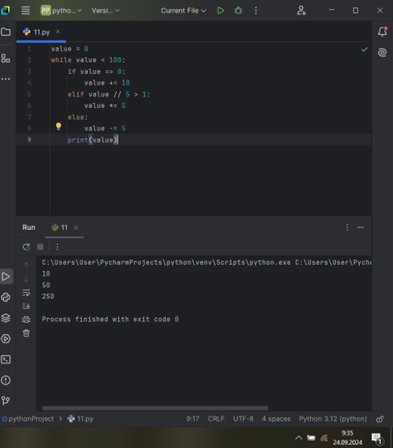 PP pytho... Versi... Current File
11.py
1 value = 0
2 while value < 100:
3 if value == 0:
4 value += 10
5 elif value // 5 > 1:
6 value *= 5
7 else:
8 value -= 5
9 print(value)
Run 11
C:\Users\User\PycharmProjects\python\venv\Scripts\python.exe C:\Users\User\Pycha
10
50
250
Process finished with exit code 0
pythonProject > 11.py 9:17 CRLF UTF-8 4 spaces Python 3.12 (python)
9:35
24.09.2024